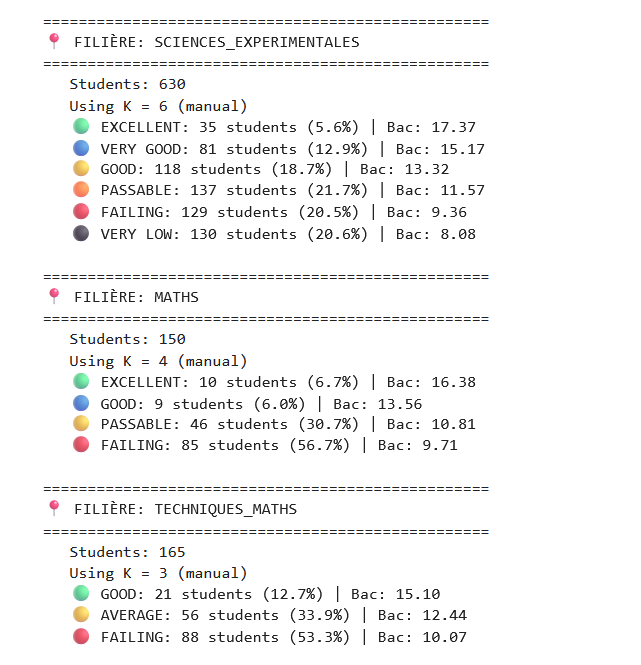 ==================================================
📍 FILIÈRE: SCIENCES_EXPERIMENTALES
==================================================
Students: 630
Using K = 6 (manual)
🟢 EXCELLENT: 35 students (5.6%) | Bac: 17.37
🔵 VERY GOOD: 81 students (12.9%) | Bac: 15.17
🟡 GOOD: 118 students (18.7%) | Bac: 13.32
🟠 PASSABLE: 137 students (21.7%) | Bac: 11.57
🔴 FAILING: 129 students (20.5%) | Bac: 9.36
⚫ VERY LOW: 130 students (20.6%) | Bac: 8.08
==================================================
📍 FILIÈRE: MATHS
==================================================
Students: 150
Using K = 4 (manual)
🟢 EXCELLENT: 10 students (6.7%) | Bac: 16.38
🔵 GOOD: 9 students (6.0%) | Bac: 13.56
🟡 PASSABLE: 46 students (30.7%) | Bac: 10.81
🔴 FAILING: 85 students (56.7%) | Bac: 9.71
==================================================
📍 FILIÈRE: TECHNIQUES_MATHS
==================================================
Students: 165
Using K = 3 (manual)
🟢 GOOD: 21 students (12.7%) | Bac: 15.10
🟡 AVERAGE: 56 students (33.9%) | Bac: 12.44
🔴 FAILING: 88 students (53.3%) | Bac: 10.07